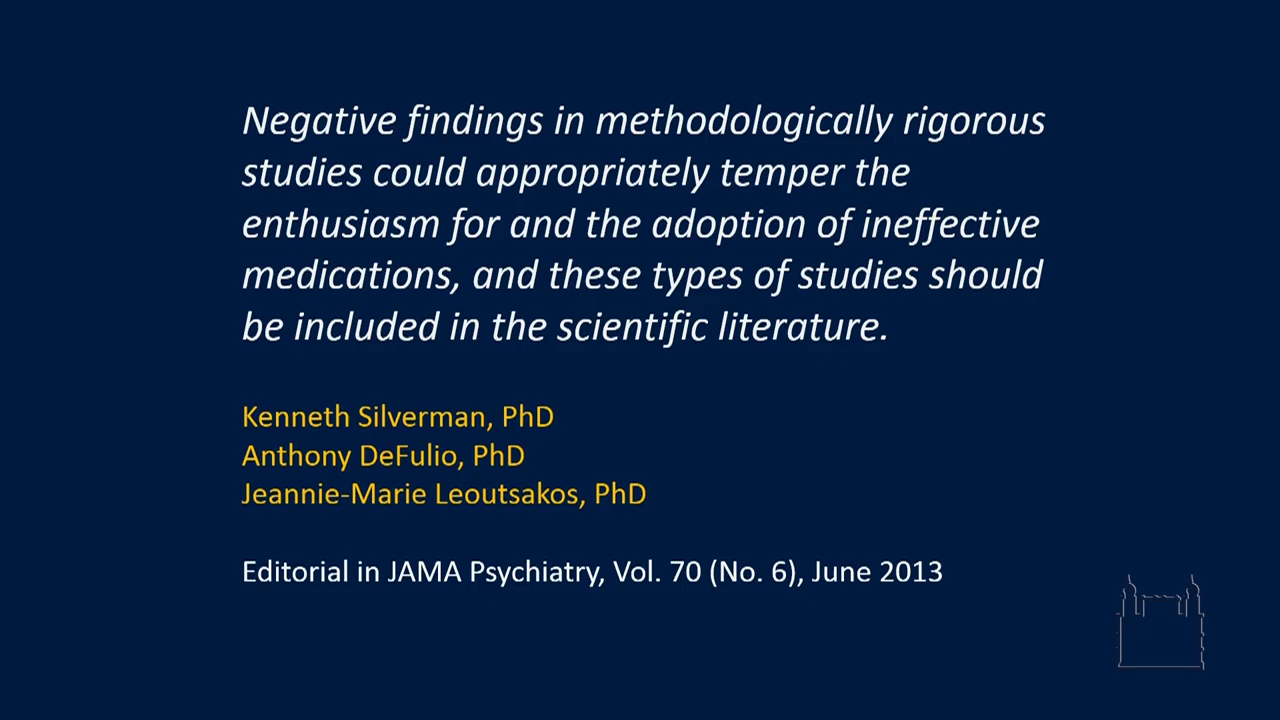 Negative findings in methodologically rigorous
studies could appropriately temper the
enthusiasm for and the adoption of ineffective
medications, and these types of studies should
be included in the scientific literature.
Kenneth Silverman, PhD
Anthony DeFulio, PhD
Jeannie-Marie Leoutsakos, PhD
Editorial in JAMA Psychiatry, Vol. 70 (No. 6), June 2013